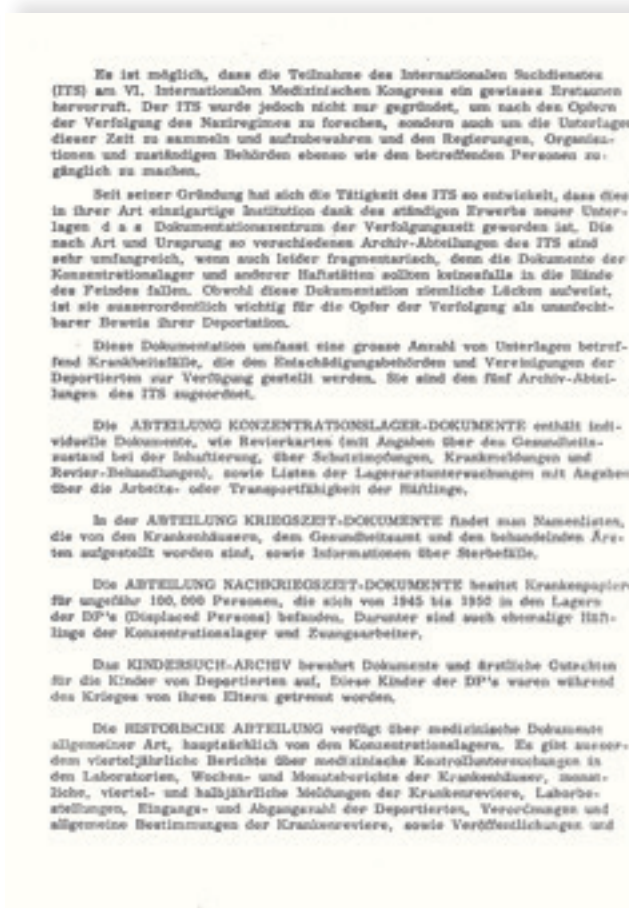 Es ist möglich, dass die Teilnahme des Internationalen Suchdienstes
(ITS) am VI. Internationalen Medizinischen Kongress ein gewisses Erstaunen
hervorruft. Der ITS wurde jedoch nicht nur gegründet, um nach den Opfern
der Verfolgung des Naziregimes zu forschen, sondern auch um die Unterlagen
dieser Zeit zu sammeln und aufzubewahren und den Regierungen, Organisa-
tionen und zuständigen Behörden ebenso wie den betreffenden Personen zu-
gänglich zu machen.
Seit seiner Gründung hat sich die Tätigkeit des ITS so entwickelt, dass dies
in ihrer Art einzigartige Institution dank des ständigen Erwerbs neuer Unter-
lagen d a s Dokumentationszentrum der Verfolgungszeit geworden ist. Die
nach Art und Ursprung so verschiedenen Archiv-Abteilungen des ITS sind
sehr umfangreich, wenn auch leider fragmentarisch, denn die Dokumente der
Konzentrationslager und anderer Haftstätten sollten keinesfalls in die Hände
des Feindes fallen. Obwohl diese Dokumentation ziemliche Lücken aufweist,
ist sie ausserordentlich wichtig für die Opfer der Verfolgung als unanfecht-
barer Beweis ihrer Deportation.
Diese Dokumentation umfasst eine grosse Anzahl von Unterlagen betref-
fend Krankheitsfälle, die den Entschädigungsbehörden und Vereinigungen der
Deportierten zur Verfügung gestellt werden. Sie sind den fünf Archiv-Abtei-
lungen des ITS zugeordnet.
Die ABTEILUNG KONZENTRATIONSLAGER-DOKUMENTE enthält indi-
viduelle Dokumente, wie Revierkarten (mit Angaben über den Gesundheits-
zustand bei der Inhaftierung, über Schutzimpfungen, Krankmeldungen und
Revier-Behandlungen), sowie Listen der Lagerarztuntersuchungen mit Angaben
über die Arbeits- oder Transportfähigkeit der Häftlinge.
In der ABTEILUNG KRIEGSZEIT-DOKUMENTE findet man Namenlisten,
die von den Krankenhäusern, dem Gesundheitsamt und den behandelnden Ärz-
ten aufgestellt worden sind, sowie Informationen über Sterbefälle.
Die ABTEILUNG NACHKRIEGSZEIT-DOKUMENTE besitzt Krankenpapiere
für ungefähr 100,000 Personen, die sich von 1945 bis 1950 in den Lagern
der DP's (Displaced Persons) befanden. Darunter sind auch ehemalige Häft-
linge der Konzentrationslager und Zwangsarbeiter.
Das KINDERSUCH-ARCHIV bewahrt Dokumente und ärztliche Gutachten
für die Kinder von Deportierten auf. Diese Kinder der DP's waren während
des Krieges von ihren Eltern getrennt worden.
Die HISTORISCHE ABTEILUNG verfügt über medizinische Dokumente
allgemeiner Art, hauptsächlich von den Konzentrationslagern. Es gibt ausser-
dem vierteljährliche Berichte über medizinische Kontrolluntersuchungen in
den Laboratorien, Wochen- und Monatsberichte der Krankenhäuser, monat-
liche, viertel- und halbjährliche Meldungen der Krankenreviere, Laborbe-
stellungen, Eingangs- und Abgangszahl der Deportierten, Verordnungen und
allgemeine Bestimmungen der Krankenreviere, sowie Veröffentlichungen und